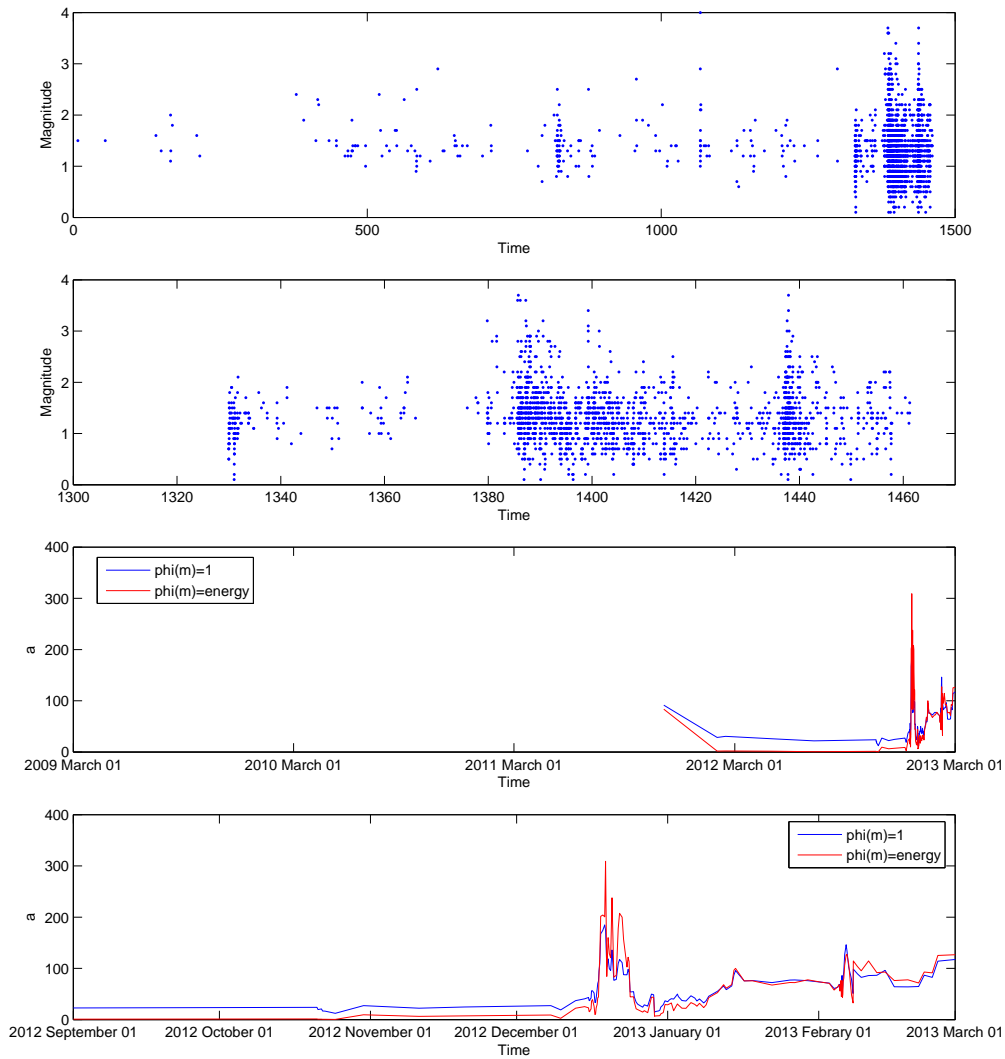 4
3
2
1
0
Magnitude
0 500 1000 1500
Time
4
3
2
1
0
Magnitude
1300 1320 1340 1360 1380 1400 1420 1440 1460
Time
400
300
200
100
0
a
phi(m)=1
phi(m)=energy
2009 March 01 2010 March 01 2011 March 01 2012 March 01 2013 March 01
Time
400
300
200
100
0
a
phi(m)=1
phi(m)=energy
2012 September 01 2012 October 01 2012 November 01 2012 December 01 2013 January 01 2013 February 01 2013 March 01
Time